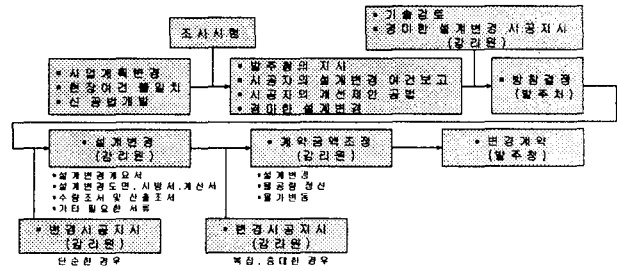 조사시험
• 기술검토
• 경미한 설계변경 시공지시
(감리원)
• 사업계획변경
• 현장여건 불일치
• 신 공법개발
• 발주청의 지시
• 시공자의 설계변경 여건보고
• 시공자의 개선제안 공법
• 경미한 설계변경
• 방침결정
(발주처)
• 설계변경
(감리원)
• 계약금액조정
(감리원)
• 변경계약
(발주청)
•설계변경개요서
•설계변경도면, 시방서, 계산서
•수량조서 및 산출조서
•기타 필요한 서류
•설계변경
•물공량 정산
•물가변동
• 변경시공지시
(감리원)
단순한 경우
• 변경시공지시
(감리원)
복잡, 중대한 경우